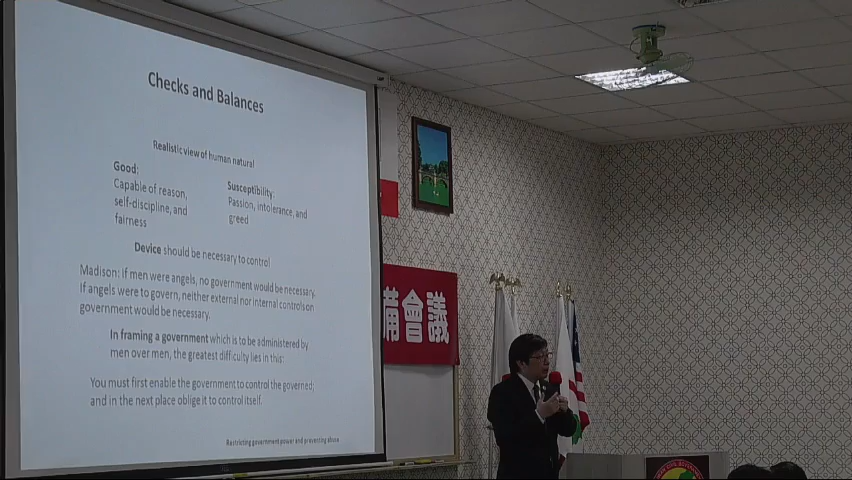 Checks and Balances
Realistic view of human natural
Good:
Capable of reason,
self-discipline, and
fairness
Susceptibility:
Passion, intolerance, and
greed
Device should be necessary to control
Madison: If men were angels, no government would be necessary.
If angels were to govern, neither external nor internal controls on
government would be necessary.
In framing a government which is to be administered by
men over men, the greatest difficulty lies in this:
You must first enable the government to control the governed;
and in the next place oblige it to control itself.
Restricting government power and preventing abuse
備會議